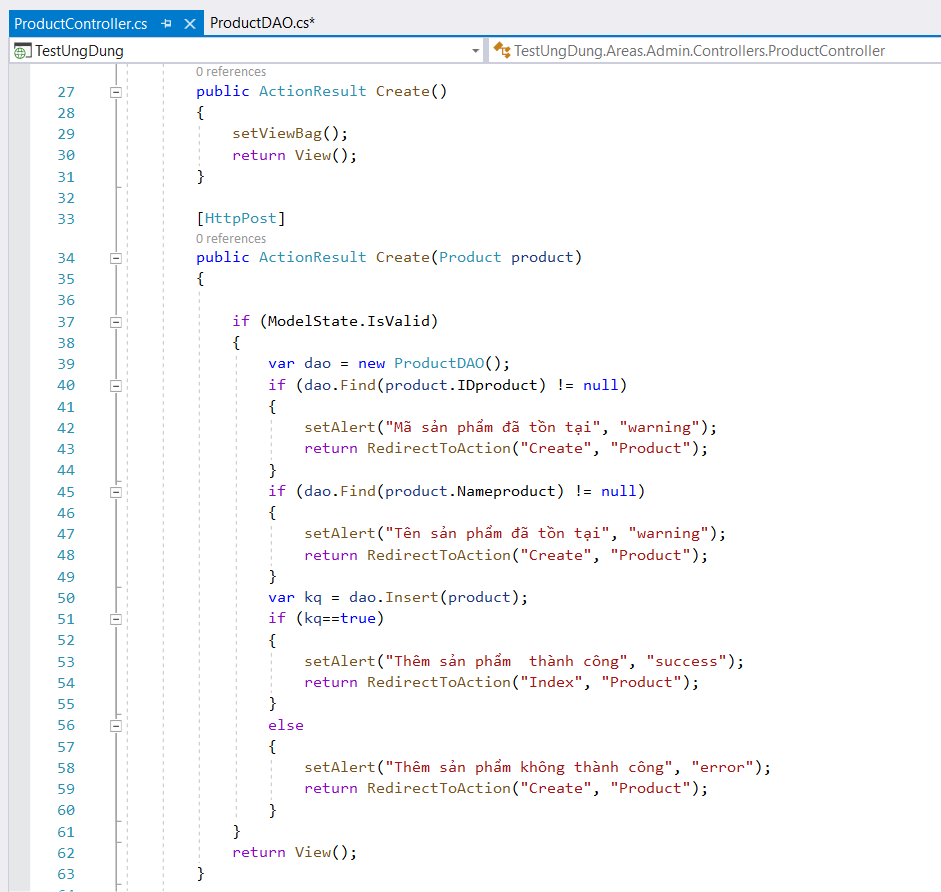 ProductController.cs ProductDAO.cs*
TestUngDung TestUngDung.Areas.Admin.Controllers.ProductController
0 references
27 public ActionResult Create()
28 {
29 setViewBag();
30 return View();
31 }
32
33 [HttpPost]
0 references
34 public ActionResult Create(Product product)
35 {
36
37 if (ModelState.IsValid)
38 {
39 var dao = new ProductDAO();
40 if (dao.Find(product.IDproduct) != null)
41 {
42 setAlert("Mã sản phẩm đã tồn tại", "warning");
43 return RedirectToAction("Create", "Product");
44 }
45 if (dao.Find(product.Nameproduct) != null)
46 {
47 setAlert("Tên sản phẩm đã tồn tại", "warning");
48 return RedirectToAction("Create", "Product");
49 }
50 var kq = dao.Insert(product);
51 if (kq==true)
52 {
53 setAlert("Thêm sản phẩm  thành công", "success");
54 return RedirectToAction("Index", "Product");
55 }
56 else
57 {
58 setAlert("Thêm sản phẩm không thành công", "error");
59 return RedirectToAction("Create", "Product");
60 }
61 }
62 return View();
63 }